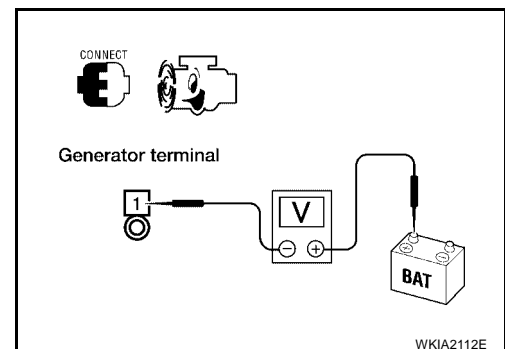 CONNECT
Generator terminal
1
V
− +
+ −
BAT
WKIA2112E